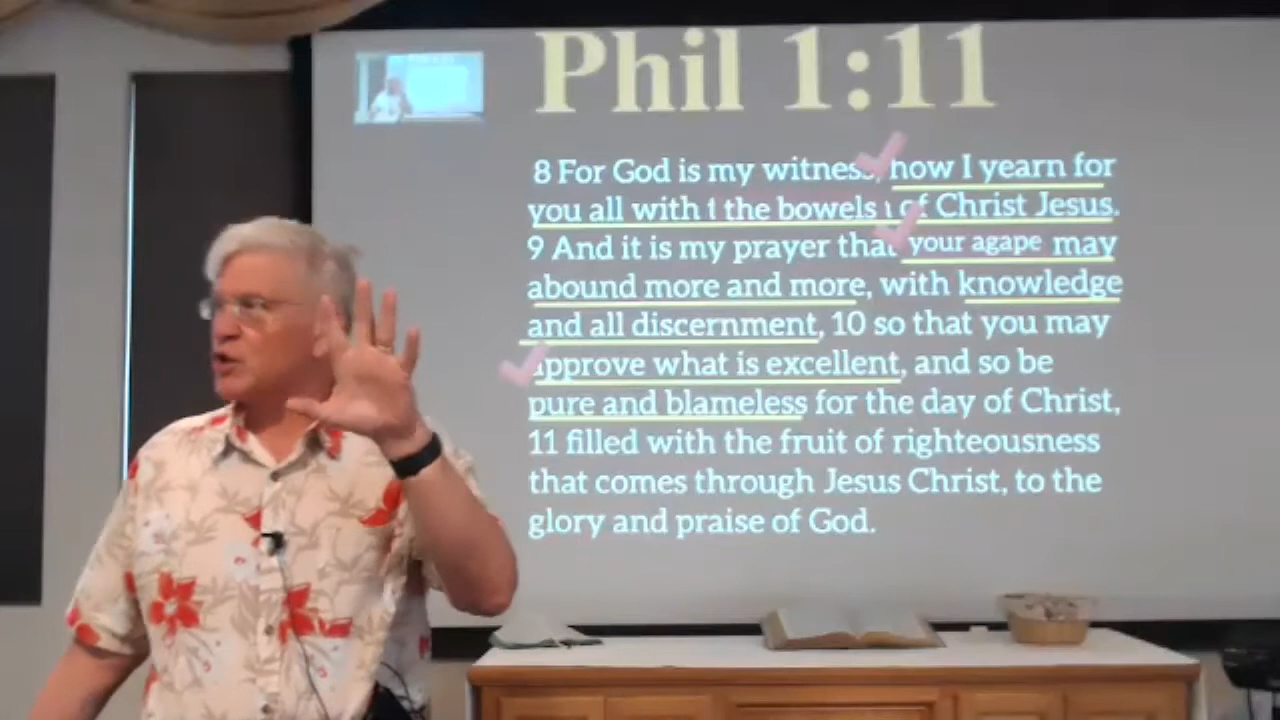 Phil 1:11
8 For God is my witness, how I yearn for
you all with the bowels of Christ Jesus.
9 And it is my prayer that your agape may
abound more and more, with knowledge
and all discernment, 10 so that you may
approve what is excellent, and so be
pure and blameless for the day of Christ,
11 filled with the fruit of righteousness
that comes through Jesus Christ, to the
glory and praise of God.